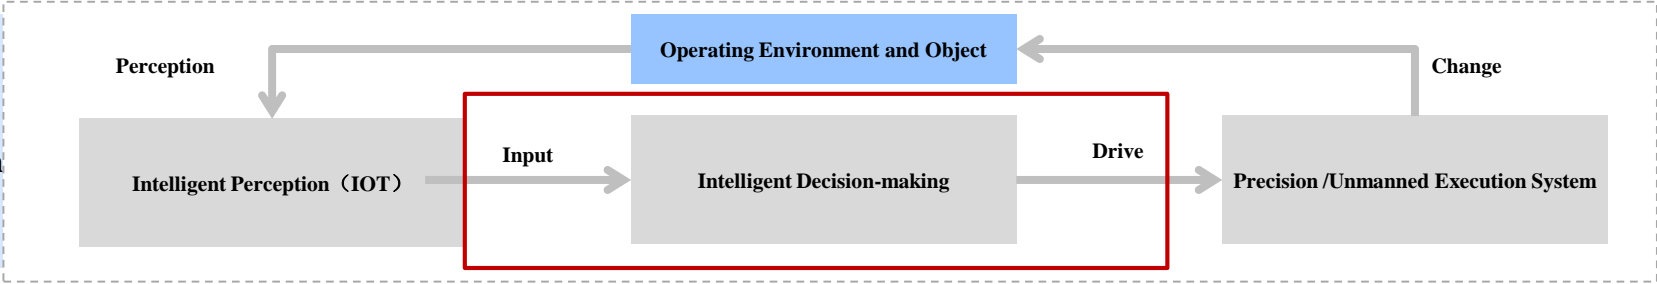 Operating Environment and Object
Perception
Change
Input
Drive
Intelligent Perception（IOT）
Intelligent Decision-making
Precision /Unmanned Execution System